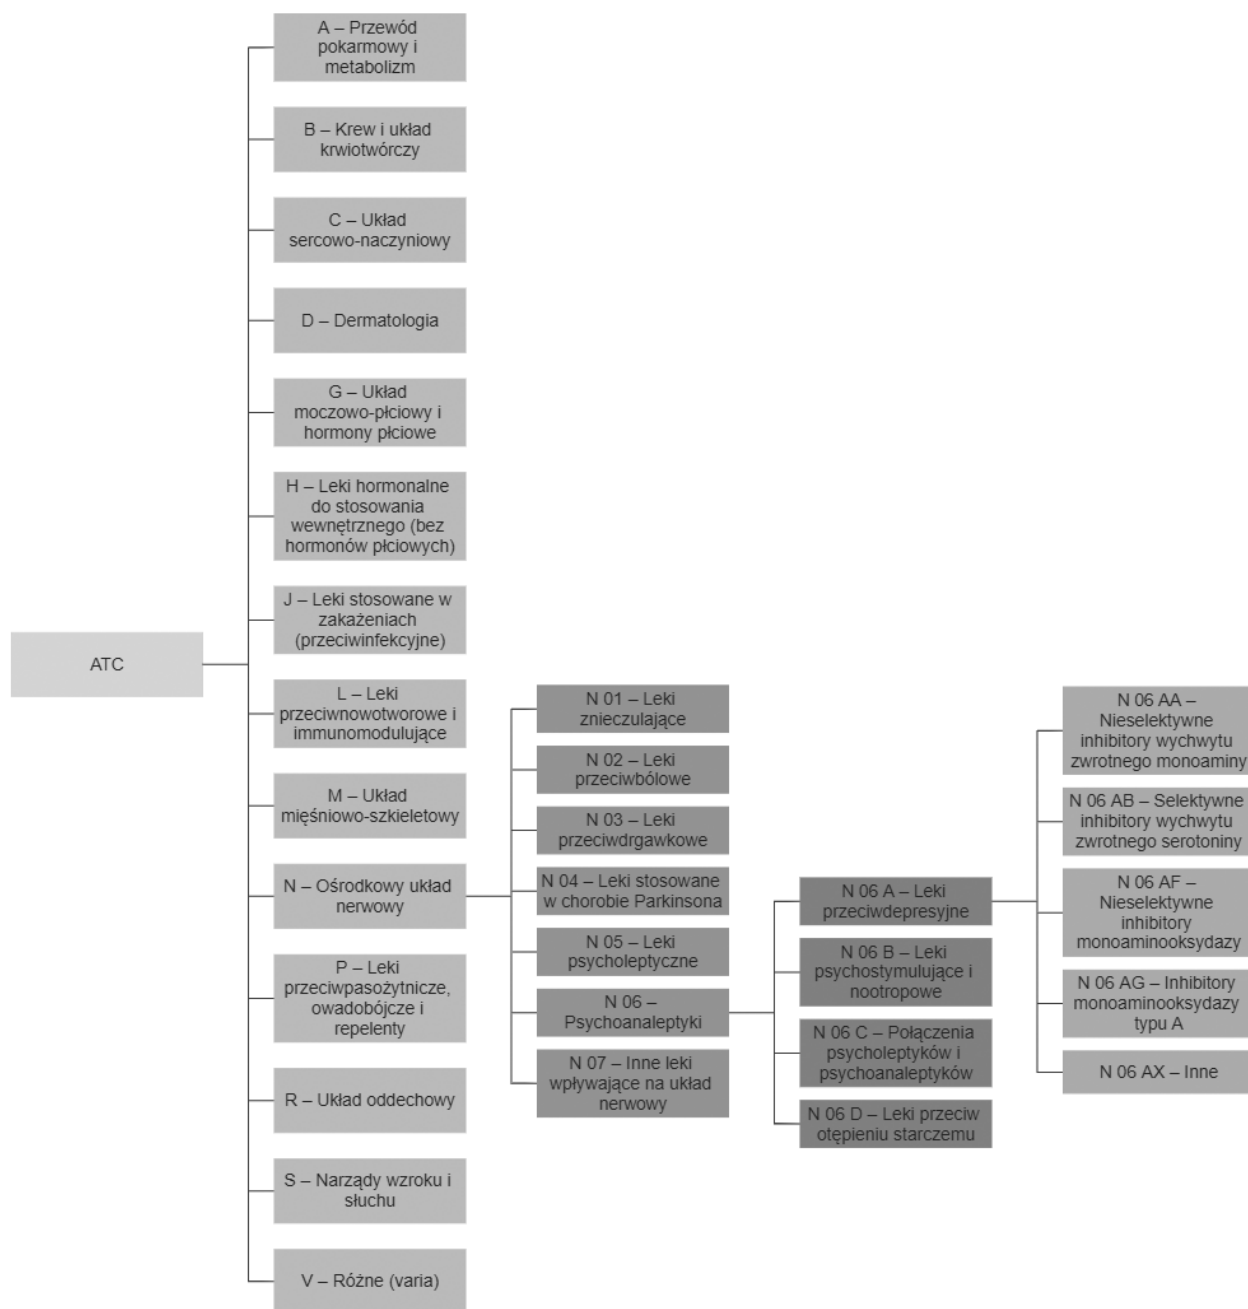 A – Przewód
pokarmowy i
metabolizm
B – Krew i układ
krwiotwórczy
C – Układ
sercowo-naczyniowy
D – Dermatologia
G – Układ
moczowo-płciowy i
hormony płciowe
H – Leki hormonalne
do stosowania
wewnętrznego (bez
hormonów płciowych)
J – Leki stosowane w
zakażeniach
(przeciwinfekcyjne)
ATC
L – Leki
przeciwnowotworowe i
immunomodulujące
M – Układ
mięśniowo-szkieletowy
N – Ośrodkowy układ
nerwowy
P – Leki
przeciwpasożytnicze,
owadobójcze i
repelenty
R – Układ oddechowy
S – Narządy wzroku i
słuchu
V – Różne (varia)
N 01 – Leki
znieczulające
N 02 – Leki
przeciwbólowe
N 03 – Leki
przeciwdrgawkowe
N 04 – Leki stosowane
w chorobie Parkinsona
N 05 – Leki
psycholeptyczne
N 06 –
Psychoanaleptyki
N 07 – Inne leki
wpływające na układ
nerwowy
N 06 A – Leki
przeciwdepresyjne
N 06 B – Leki
psychostymulujące i
nootropowe
N 06 C – Połączenia
psycholeptyków i
psychoanaleptyków
N 06 D – Leki przeciw
otępieniu starczemu
N 06 AA –
Nieselektywne
inhibitory wychwytu
zwrotnego monoaminy
N 06 AB – Selektywne
inhibitory wychwytu
zwrotnego serotoniny
N 06 AF –
Nieselektywne
inhibitory
monoaminooksydazy
N 06 AG – Inhibitory
monoaminooksydazy
typu A
N 06 AX – Inne